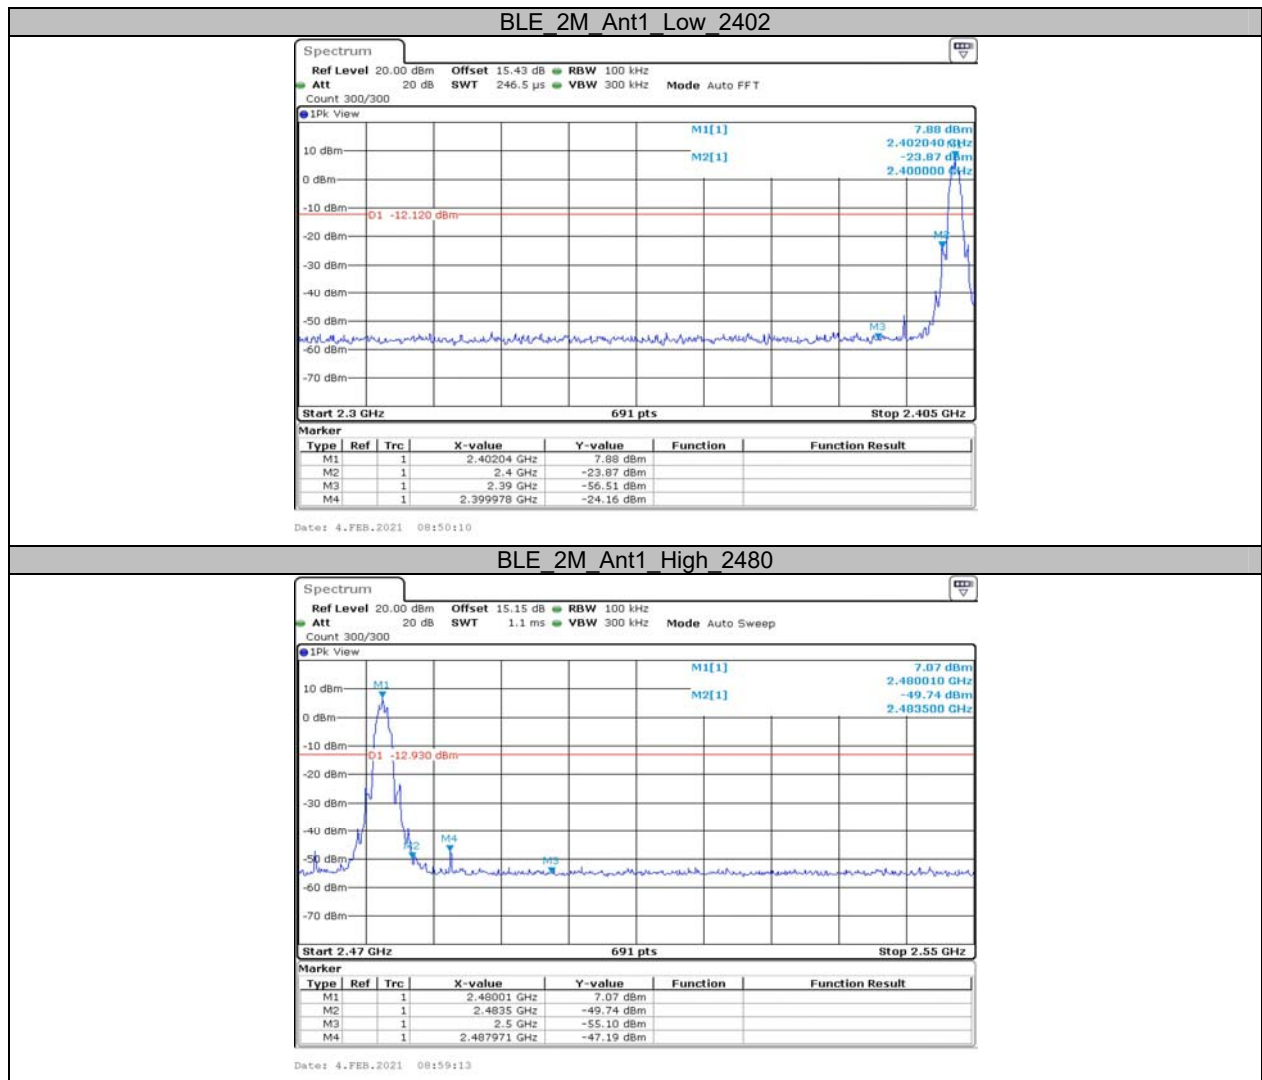 BLE_2M_Ant1_Low_2402
Spectrum
Ref Level 20.00 dBm Offset 15.43 dB RBW 100 kHz
Att 20 dB SWT 246.5 µs VBW 300 kHz Mode Auto FFT
Count 300/300
1Pk View
M1[1] 7.88 dBm
2.402040 GHz
10 dBm
M2[1] -23.87 dBm
2.400000 GHz
0 dBm
-10 dBm
D1 -12.120 dBm
-20 dBm
M2
-30 dBm
-40 dBm
-50 dBm
M3
-60 dBm
-70 dBm
Start 2.3 GHz 691 pts Stop 2.405 GHz
Marker
Type Ref Trc X-value Y-value Function Function Result
M1 1 2.40204 GHz 7.88 dBm
M2 1 2.4 GHz -23.87 dBm
M3 1 2.39 GHz -56.51 dBm
M4 1 2.399978 GHz -24.16 dBm
Date: 4.FEB.2021 08:50:10
BLE_2M_Ant1_High_2480
Spectrum
Ref Level 20.00 dBm Offset 15.15 dB RBW 100 kHz
Att 20 dB SWT 1.1 ms VBW 300 kHz Mode Auto Sweep
Count 300/300
1Pk View
M1[1] 7.07 dBm
2.480010 GHz
10 dBm M1
M2[1] -49.74 dBm
2.483500 GHz
0 dBm
-10 dBm
D1 -12.930 dBm
-20 dBm
-30 dBm
-40 dBm
M2 M4
-50 dBm
M3
-60 dBm
-70 dBm
Start 2.47 GHz 691 pts Stop 2.55 GHz
Marker
Type Ref Trc X-value Y-value Function Function Result
M1 1 2.48001 GHz 7.07 dBm
M2 1 2.4835 GHz -49.74 dBm
M3 1 2.5 GHz -55.10 dBm
M4 1 2.487971 GHz -47.19 dBm
Date: 4.FEB.2021 08:59:13